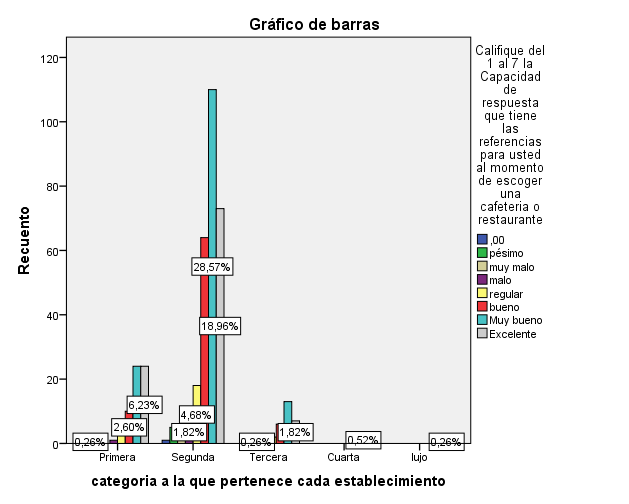 Gráfico de barras
Califique del
1 al 7 la
Capacidad
de
respuesta
que tiene
las
referencias
para usted
al momento
de escoger
una
cafeteria o
restaurante
,00
pésimo
muy malo
malo
regular
bueno
Muy bueno
Excelente
Recuento
120
100
80
60
40
20
0
28,57%
18,96%
6,23%
4,68%
2,60%
1,82%
1,82%
0,26%
0,26%
0,52%
0,26%
Primera
Segunda
Tercera
Cuarta
lujo
categoria a la que pertenece cada establecimiento